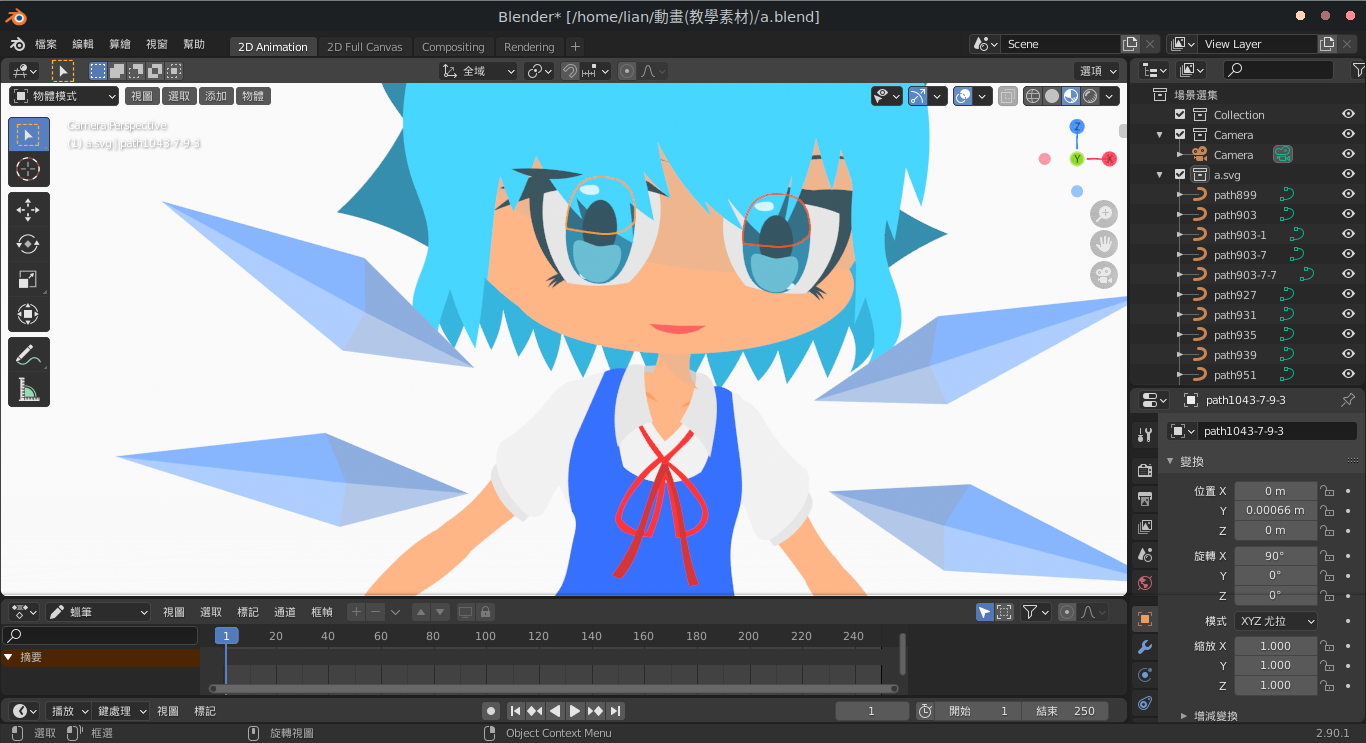 Blender* [/home/lian/動畫(教學素材)/a.blend]
檔案 編輯 算繪 視窗 幫助 2D Animation 2D Full Canvas Compositing Rendering + Scene View Layer
全域 選項
物體模式 視圖 選取 添加 物體
Camera Perspective
(1) a.svg | path1043-7-9-3
Z
Y X
場景選集
Collection
Camera
Camera
a.svg
path899
path903
path903-1
path903-7
path903-7-7
path927
path931
path935
path939
path951
path1043-7-9-3
path1043-7-9-3
變換
位置 X 0 m
Y 0.00066 m
Z 0 m
旋轉 X 90°
Y 0°
Z 0°
模式 XYZ 尤拉
縮放 X 1.000
Y 1.000
Z 1.000
增減變換
蠟筆 視圖 選取 標記 通道 框幀
1 20 40 60 80 100 120 140 160 180 200 220 240
摘要
播放 鍵處理 視圖 標記 1 開始 1 結束 250
選取 框選 旋轉視圖 Object Context Menu 2.90.1